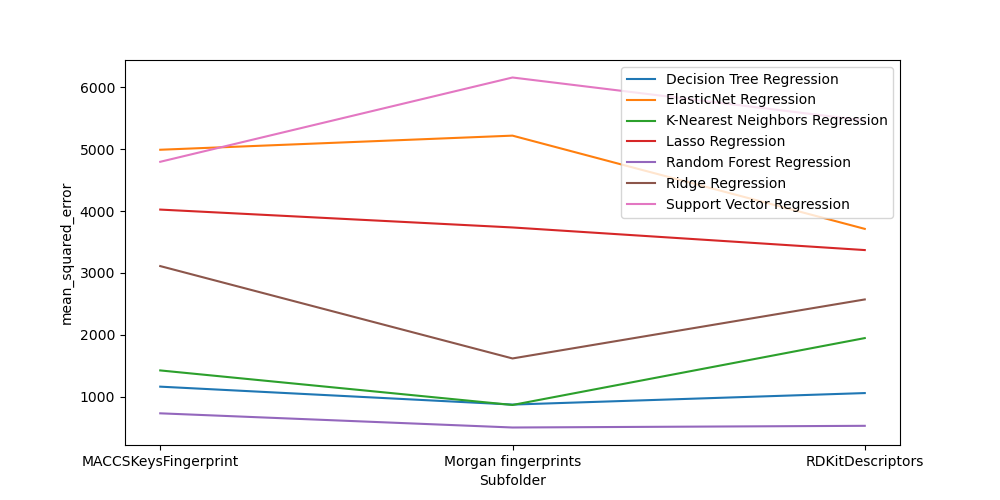 6000
5000
4000
3000
2000
1000
mean_squared_error
Decision Tree Regression
ElasticNet Regression
K-Nearest Neighbors Regression
Lasso Regression
Random Forest Regression
Ridge Regression
Support Vector Regression
MACCSKeysFingerprint
Morgan fingerprints
RDKitDescriptors
Subfolder